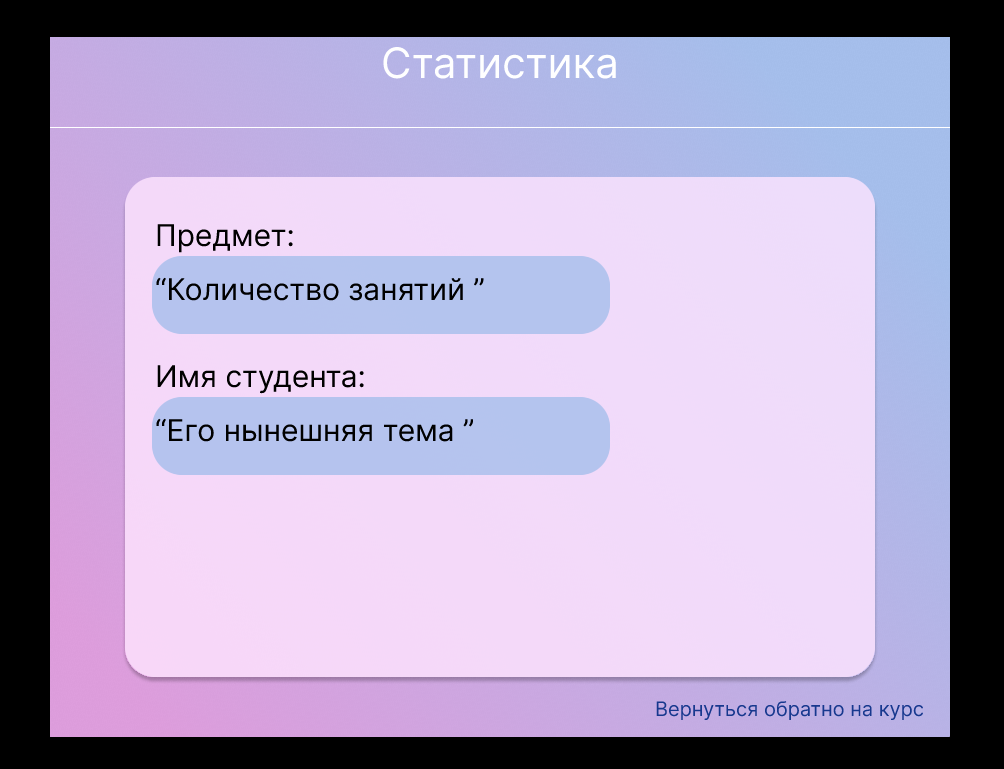 Статистика
Предмет:
“Количество занятий ”
Имя студента:
“Его нынешняя тема ”
Вернуться обратно на курс